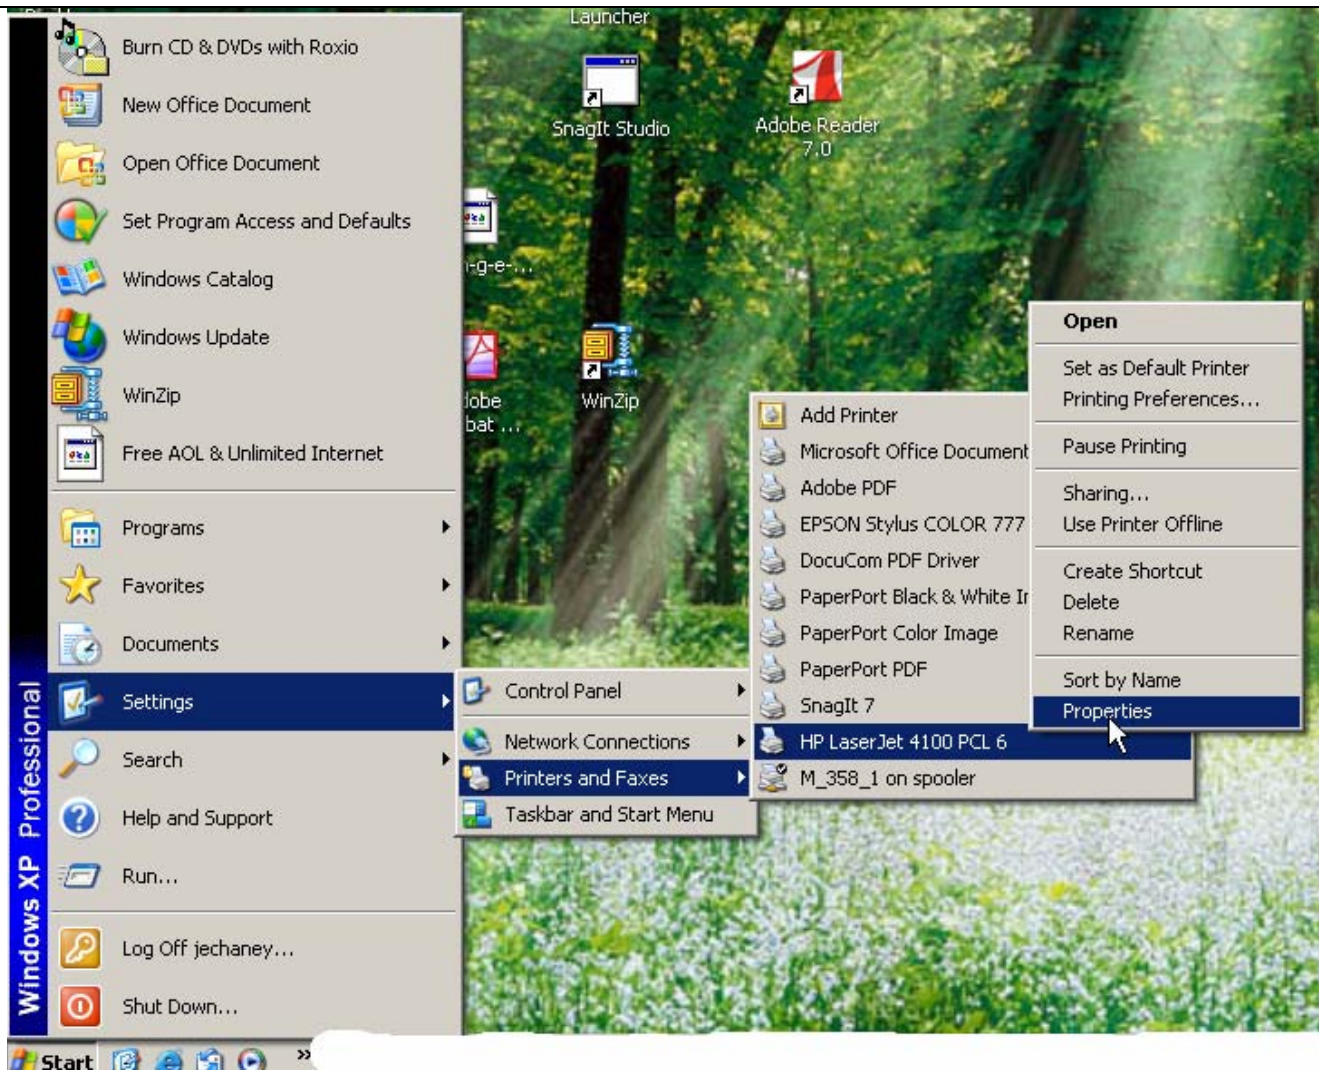 Launcher
SnagIt Studio
Adobe Reader
7.0
Burn CD & DVDs with Roxio
New Office Document
Open Office Document
Set Program Access and Defaults
Windows Catalog
Windows Update
WinZip
Free AOL & Unlimited Internet
Programs
Favorites
Documents
Settings
Search
Help and Support
Run...
Log Off jechaney...
Shut Down...
Windows XP Professional
Start
»
-g-e-...
WinZip
Control Panel
Network Connections
Printers and Faxes
Taskbar and Start Menu
Add Printer
Microsoft Office Document
Adobe PDF
EPSON Stylus COLOR 777
DocuCom PDF Driver
PaperPort Black & White
PaperPort Color Image
PaperPort PDF
SnagIt 7
HP LaserJet 4100 PCL 6
M_358_1 on spooler
Open
Set as Default Printer
Printing Preferences...
Pause Printing
Sharing...
Use Printer Offline
Create Shortcut
Delete
Rename
Sort by Name
Properties